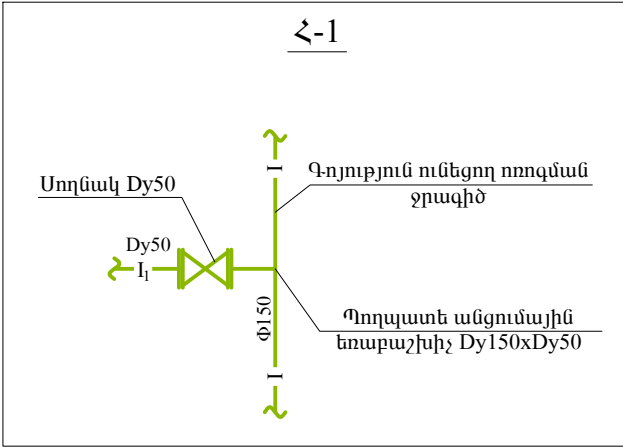 Հ-1
I
Գոյություն ունեցող ոռոգման
ջրագիծ
Սողնակ Dy50
Dy50
I₁
Φ150
Պողպատե անցումային
եռաբաշխիչ Dy150xDy50
I